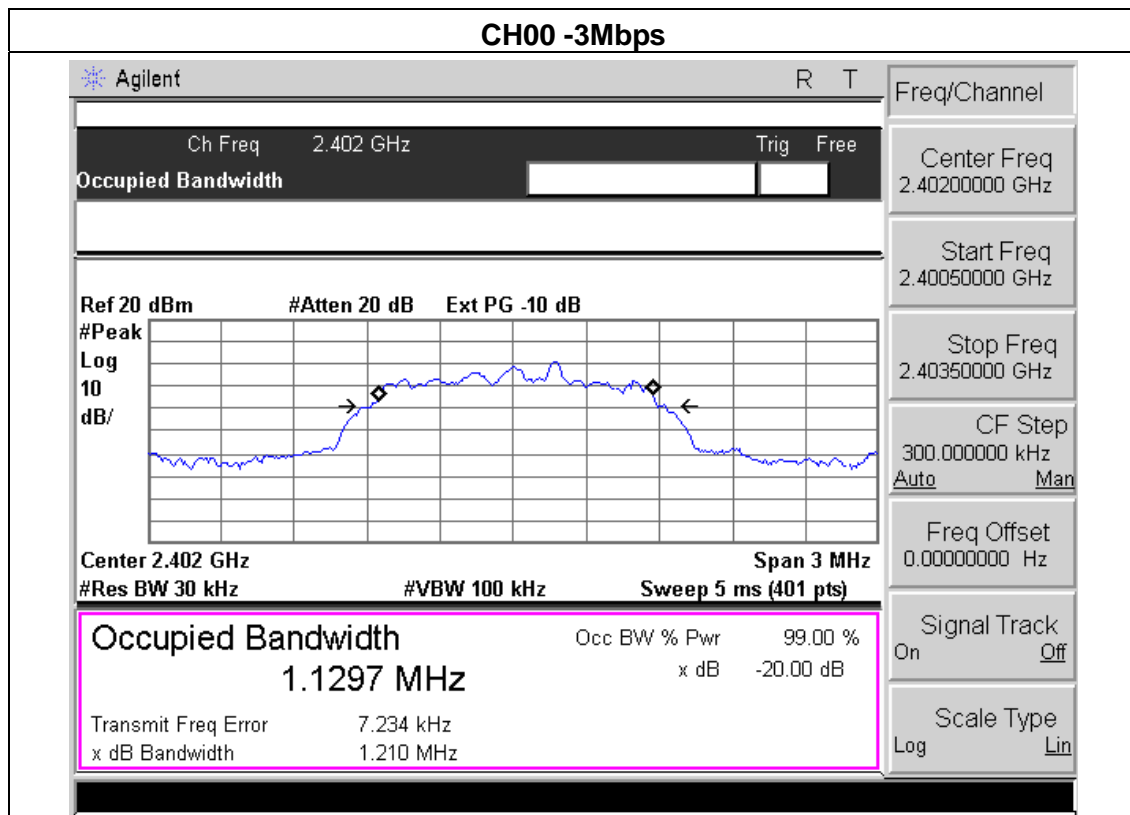 CH00 -3Mbps
Agilent R T
Freq/Channel
Ch Freq 2.402 GHz Trig Free
Occupied Bandwidth
Center Freq
2.40200000 GHz
Start Freq
2.40050000 GHz
Ref 20 dBm #Atten 20 dB Ext PG -10 dB
#Peak
Log
10
dB/
Stop Freq
2.40350000 GHz
CF Step
300.000000 kHz
Auto Man
Center 2.402 GHz Span 3 MHz
#Res BW 30 kHz #VBW 100 kHz Sweep 5 ms (401 pts)
Freq Offset
0.00000000 Hz
Occupied Bandwidth
1.1297 MHz
Occ BW % Pwr 99.00 %
x dB -20.00 dB
Transmit Freq Error 7.234 kHz
x dB Bandwidth 1.210 MHz
Signal Track
On Off
Scale Type
Log Lin